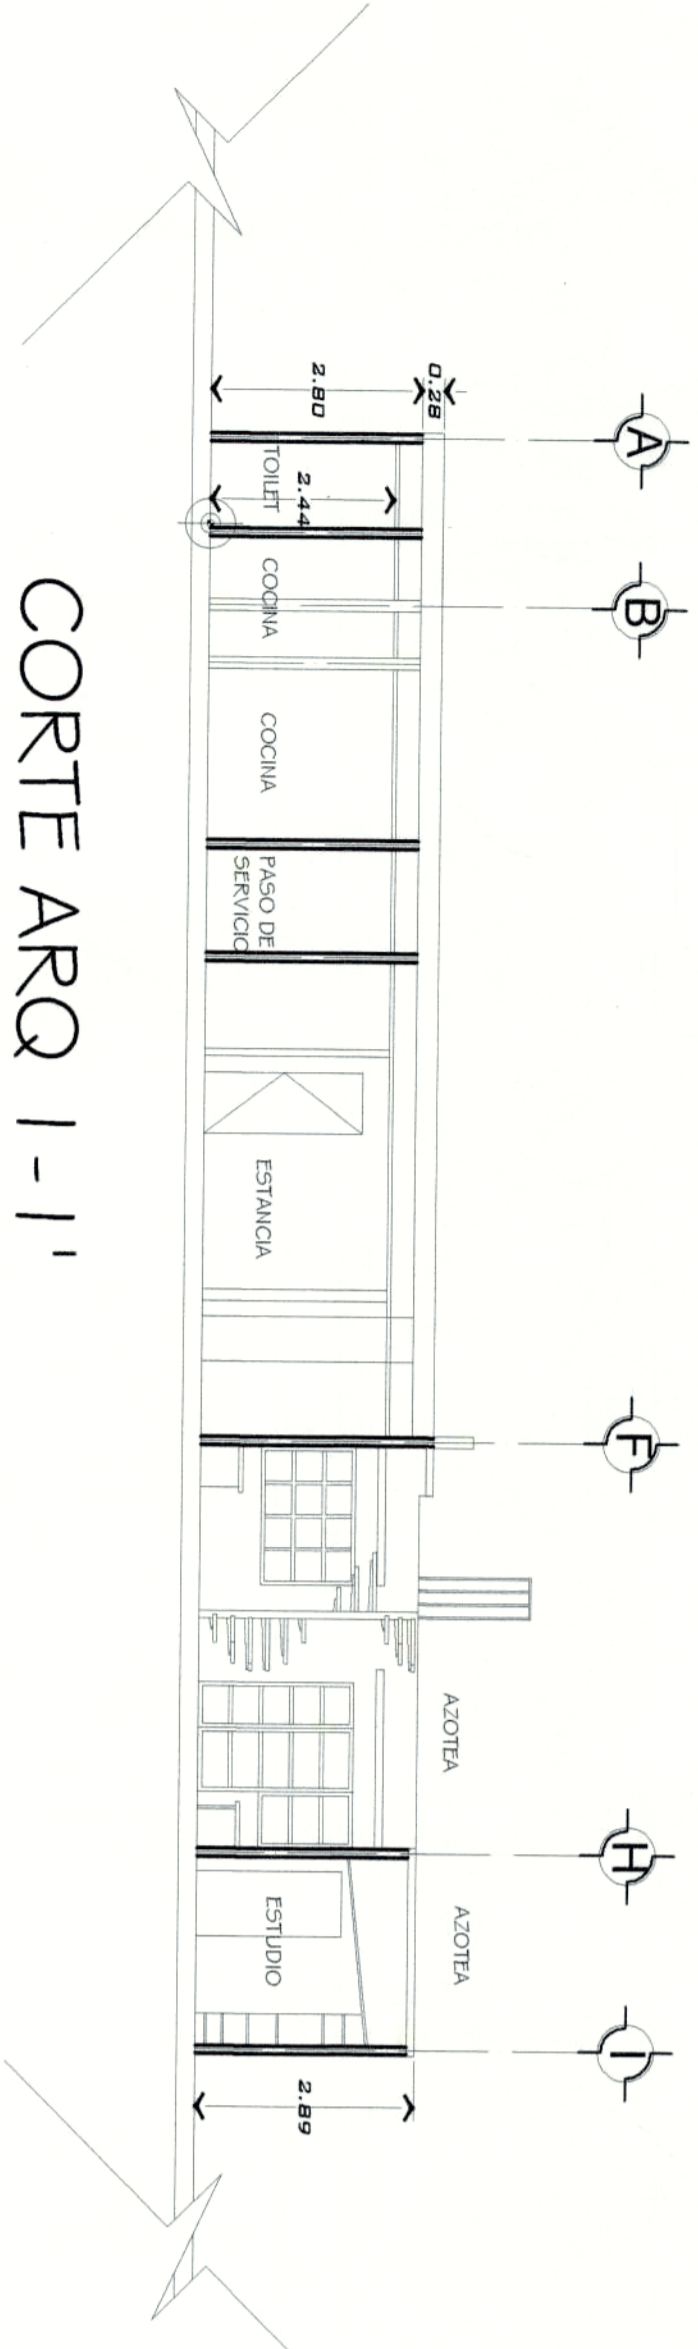 A
B
F
H
I
0.28
2.80
2.44
TOILET
COCINA
COCINA
PASO DE
SERVICIO
ESTANCIA
AZOTEA
AZOTEA
ESTUDIO
2.89
CORTE ARQ 1-1'